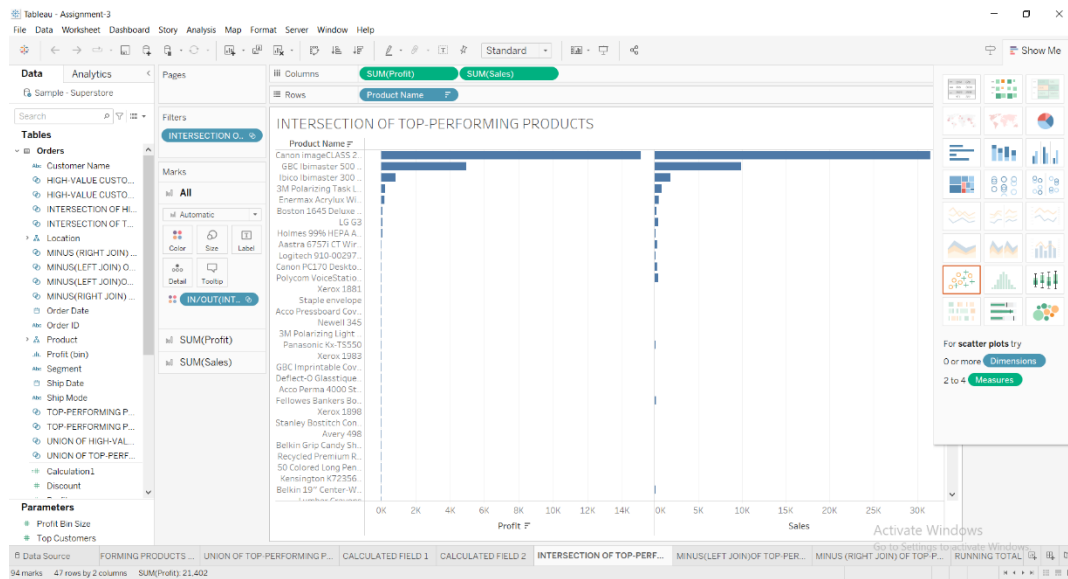 Tableau - Assignment-3
File Data Worksheet Dashboard Story Analysis Map Format Server Window Help
Standard
Show Me
Data Analytics
Sample - Superstore
Search
Tables
Orders
Abc Customer Name
HIGH-VALUE CUSTO...
HIGH-VALUE CUSTO...
INTERSECTION OF HI...
INTERSECTION OF T...
Location
MINUS (RIGHT JOIN) ...
MINUS(LEFT JOIN) O...
MINUS(LEFT JOIN)O...
MINUS(RIGHT JOIN) ...
Order Date
Abc Order ID
Product
Profit (bin)
Abc Segment
Ship Date
Abc Ship Mode
TOP-PERFORMING P...
TOP-PERFORMING P...
UNION OF HIGH-VAL...
UNION OF TOP-PERF...
Calculation1
Discount
Parameters
Profit Bin Size
Top Customers
Pages
Filters
INTERSECTION O..
Marks
All
Automatic
Color Size Label
Detail Tooltip
IN/OUT(INT..
SUM(Profit)
SUM(Sales)
Columns SUM(Profit) SUM(Sales)
Rows Product Name
INTERSECTION OF TOP-PERFORMING PRODUCTS
Product Name
Canon imageCLASS 2..
GBC Ibimaster 500 ..
Ibico Ibimaster 300 ..
3M Polarizing Task L..
Enermax Acrylux Wi..
Boston 1645 Deluxe ..
LG G3
Holmes 99% HEPA A..
Aastra 6757i CT Wir..
Logitech 910-00297..
Canon PC170 Deskto..
Polycom VoiceStatio..
Xerox 1881
Staple envelope
Acco Pressboard Cov..
Newell 345
3M Polarizing Light ..
Panasonic Kx-TS550
Xerox 1983
GBC Imprintable Cov..
Deflect-O Glasstique..
Acco Perma 4000 St..
Fellowes Bankers Bo..
Xerox 1898
Stanley Bostitch Con..
Avery 498
Belkin Grip Candy Sh..
Recycled Premium R..
50 Colored Long Pen..
Kensington K72356..
Belkin 19" Center-W..
0K 2K 4K 6K 8K 10K 12K 14K
Profit
0K 5K 10K 15K 20K 25K 30K
Sales
For scatter plots try
0 or more Dimensions
2 to 4 Measures
Activate Windows
Go to Settings to activate Windows.
Data Source FORMING PRODUCTS ... UNION OF TOP-PERFORMING P... CALCULATED FIELD 1 CALCULATED FIELD 2 INTERSECTION OF TOP-PERF... MINUS(LEFT JOIN)OF TOP-PER... MINUS (RIGHT JOIN) OF TOP-P... RUNNING TOTAL
94 marks 47 rows by 2 columns SUM(Profit): 21,402